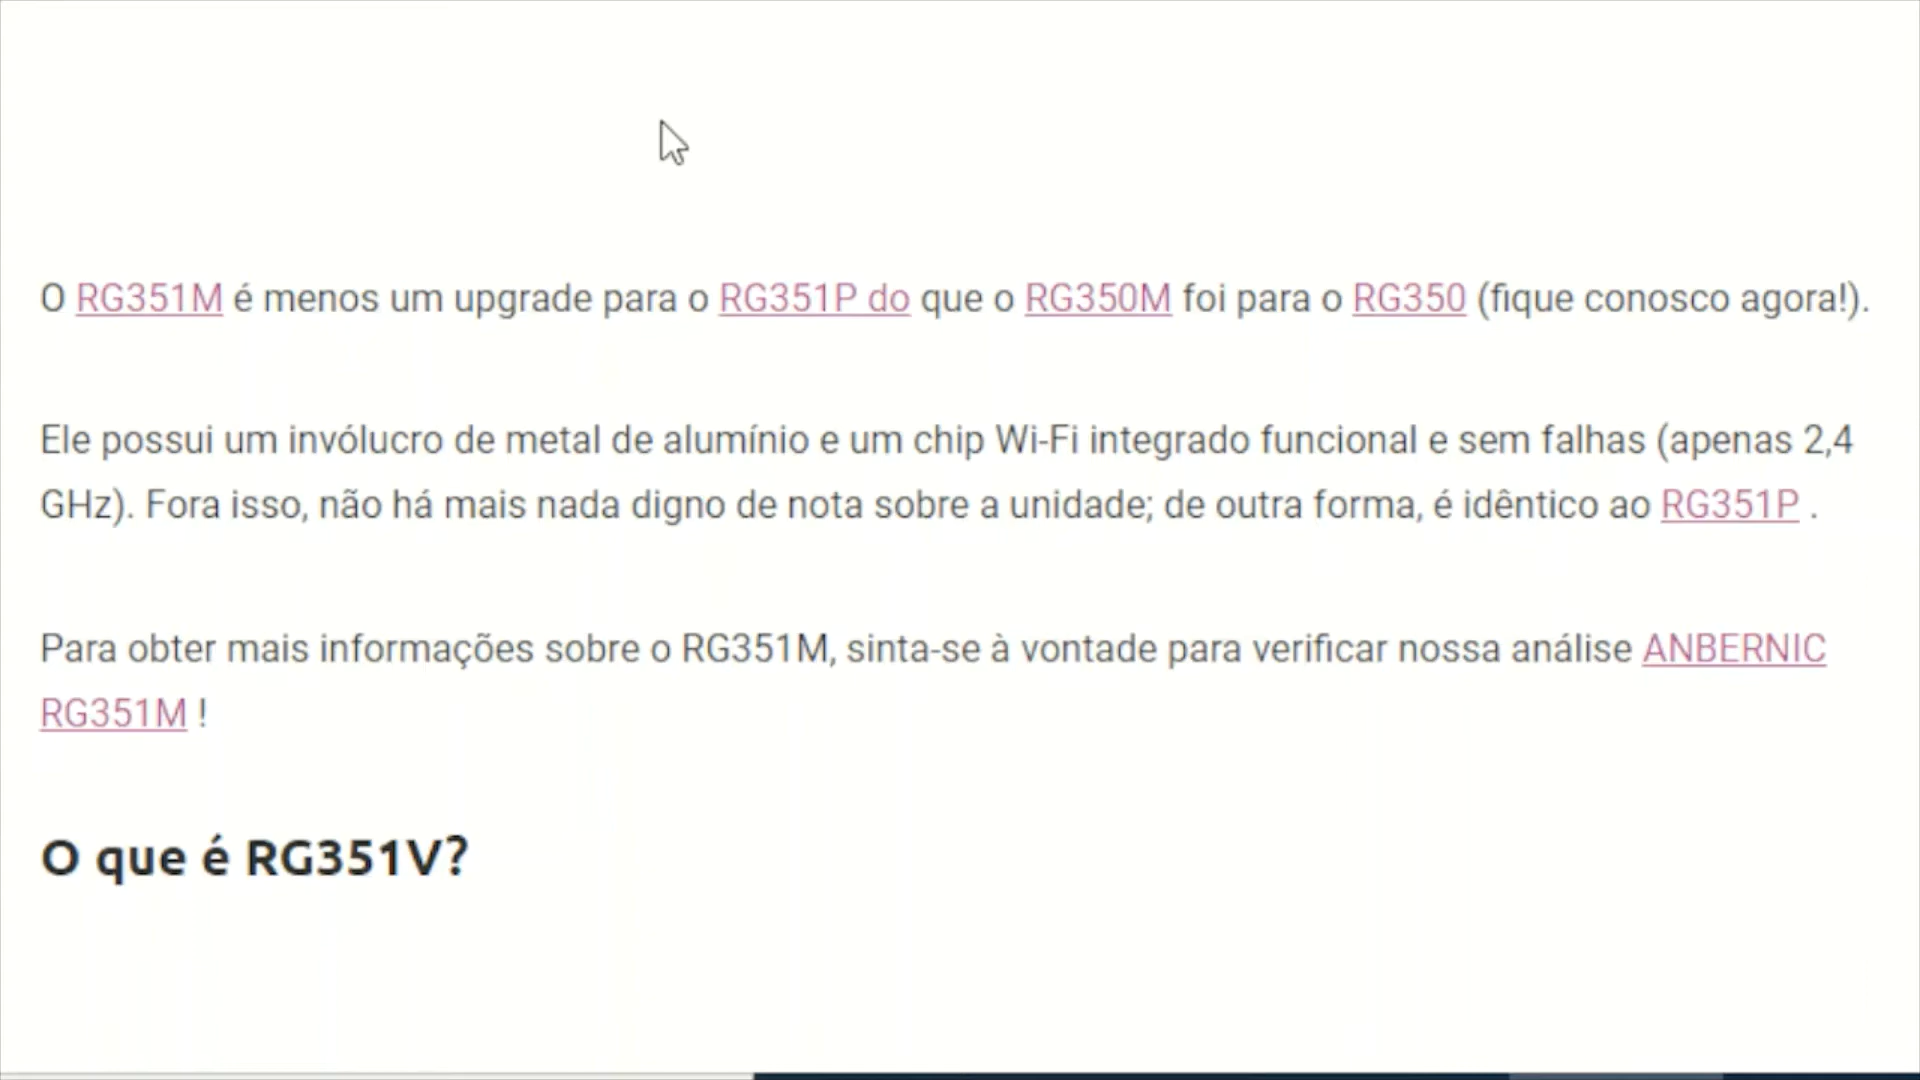 O RG351M é menos um upgrade para o RG351P do que o RG350M foi para o RG350 (fique conosco agora!).
Ele possui um invólucro de metal de alumínio e um chip Wi-Fi integrado funcional e sem falhas (apenas 2,4
GHz). Fora isso, não há mais nada digno de nota sobre a unidade; de outra forma, é idêntico ao RG351P .
Para obter mais informações sobre o RG351M, sinta-se à vontade para verificar nossa análise ANBERNIC
RG351M !
O que é RG351V?